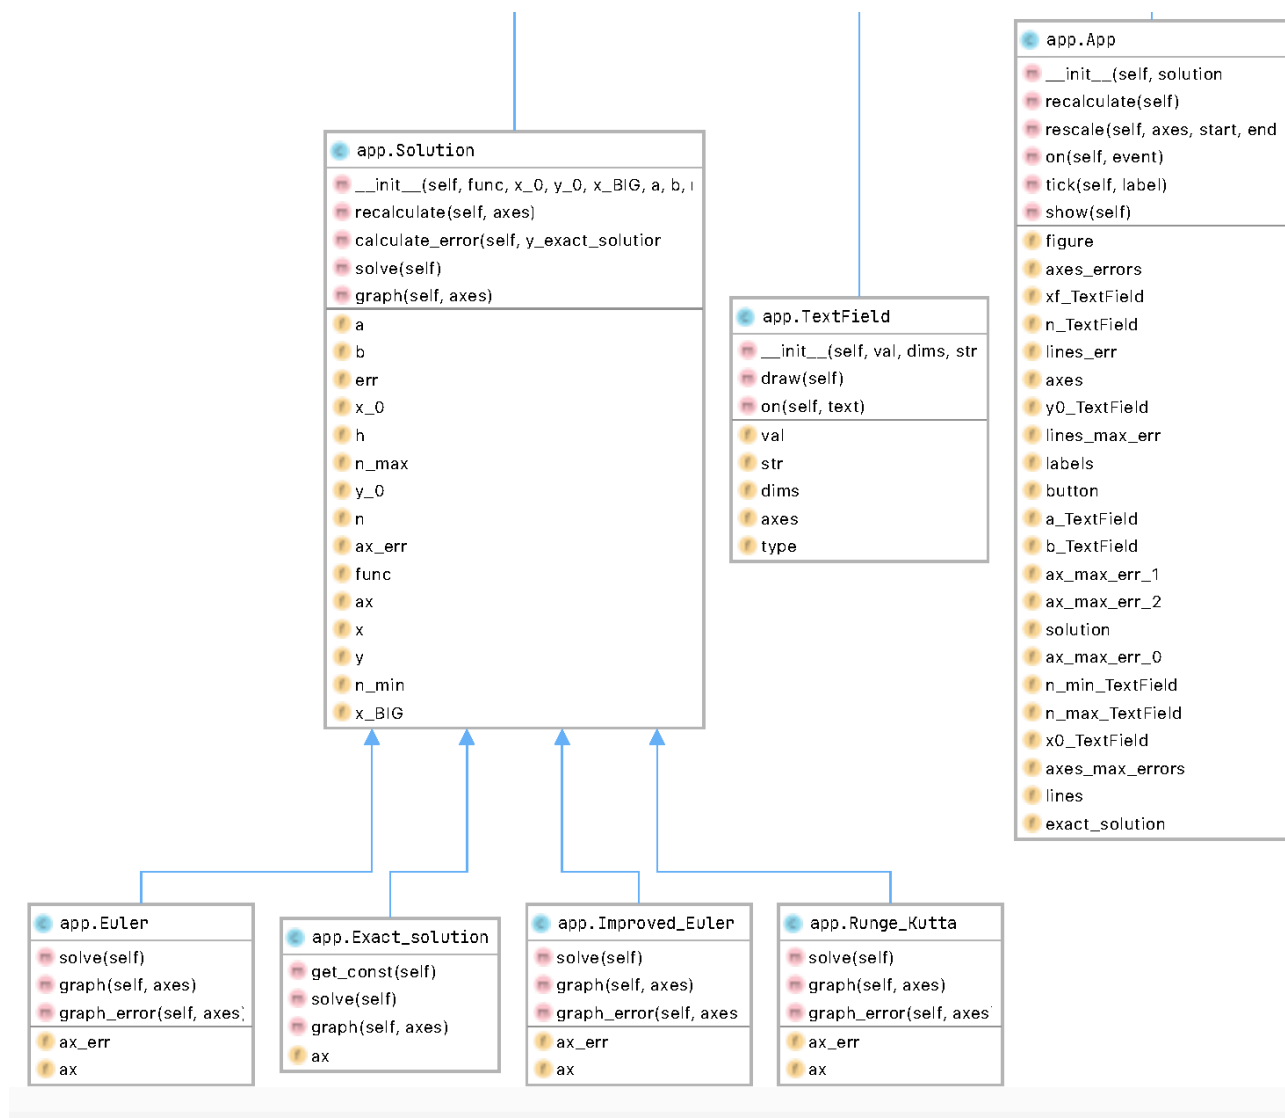 app.Solution
__init__(self, func, x_0, y_0, x_BIG, a, b,
recalculate(self, axes)
calculate_error(self, y_exact_solutior
solve(self)
graph(self, axes)
a
b
err
x_0
h
n_max
y_0
n
ax_err
func
ax
x
y
n_min
x_BIG
app.TextField
__init__(self, val, dims, str
draw(self)
on(self, text)
val
str
dims
axes
type
app.App
__init__(self, solution
recalculate(self)
rescale(self, axes, start, end
on(self, event)
tick(self, label)
show(self)
figure
axes_errors
xf_TextField
n_TextField
lines_err
axes
y0_TextField
lines_max_err
labels
button
a_TextField
b_TextField
ax_max_err_1
ax_max_err_2
solution
ax_max_err_0
n_min_TextField
n_max_TextField
x0_TextField
axes_max_errors
lines
exact_solution
app.Euler
solve(self)
graph(self, axes)
graph_error(self, axes)
ax_err
ax
app.Exact_solution
get_const(self)
solve(self)
graph(self, axes)
ax
app.Improved_Euler
solve(self)
graph(self, axes)
graph_error(self, axes
ax_err
ax
app.Runge_Kutta
solve(self)
graph(self, axes)
graph_error(self, axes)
ax_err
ax